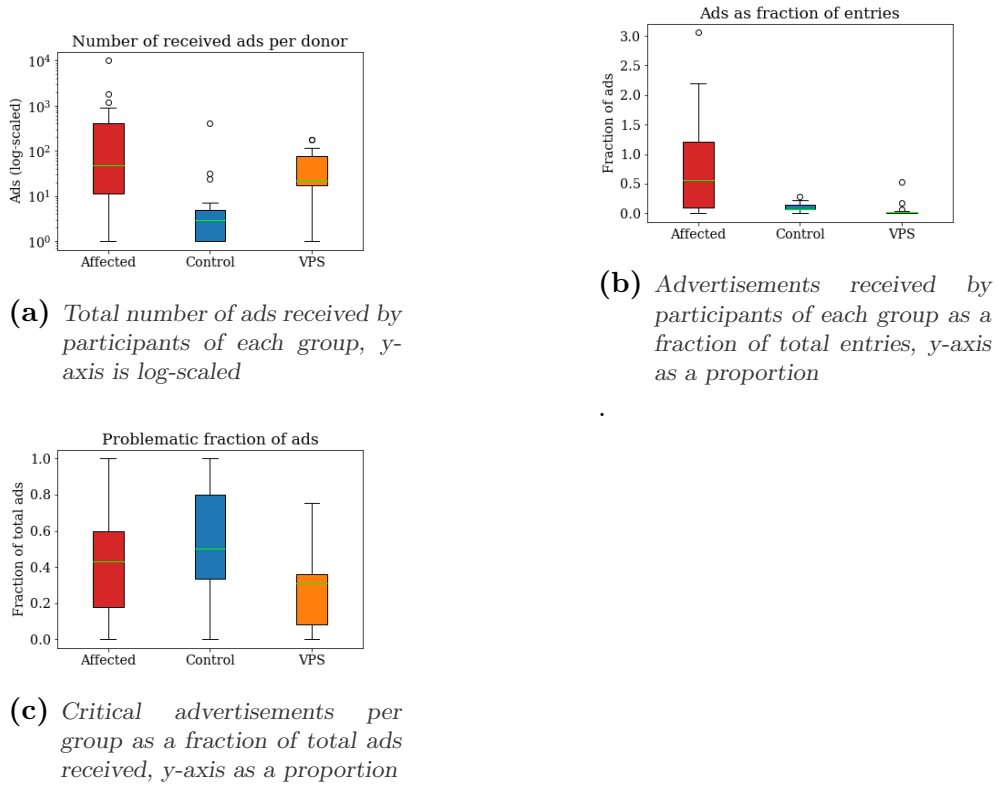 Number of received ads per donor
Ads (log-scaled)
10^4
10^3
10^2
10^1
10^0
Affected Control VPS
(a) Total number of ads received by
participants of each group, y-
axis is log-scaled
Ads as fraction of entries
Fraction of ads
3.0
2.5
2.0
1.5
1.0
0.5
0.0
Affected Control VPS
(b) Advertisements received by
participants of each group as a
fraction of total entries, y-axis
as a proportion
.
Problematic fraction of ads
Fraction of total ads
1.0
0.8
0.6
0.4
0.2
0.0
Affected Control VPS
(c) Critical advertisements per
group as a fraction of total ads
received, y-axis as a proportion